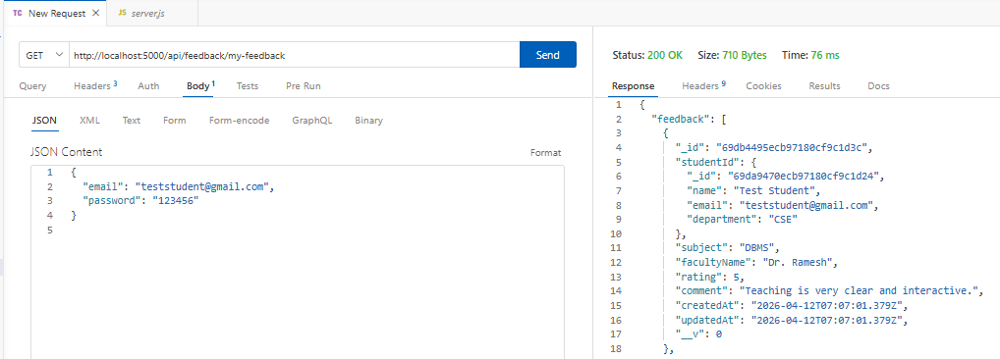 TC New Request × JS server.js
GET http://localhost:5000/api/feedback/my-feedback Send
Query Headers 3 Auth Body 1 Tests Pre Run
JSON XML Text Form Form-encode GraphQL Binary
JSON Content Format
1 {
2 "email": "teststudent@gmail.com",
3 "password": "123456"
4 }
5
Status: 200 OK Size: 710 Bytes Time: 76 ms
Response Headers 9 Cookies Results Docs
1 {
2 "feedback": [
3 {
4 "_id": "69db4495ecb97180cf9c1d3c",
5 "studentId": {
6 "_id": "69da9470ecb97180cf9c1d24",
7 "name": "Test Student",
8 "email": "teststudent@gmail.com",
9 "department": "CSE"
10 },
11 "subject": "DBMS",
12 "facultyName": "Dr. Ramesh",
13 "rating": 5,
14 "comment": "Teaching is very clear and interactive.",
15 "createdAt": "2026-04-12T07:07:01.379Z",
16 "updatedAt": "2026-04-12T07:07:01.379Z",
17 "__v": 0
18 },